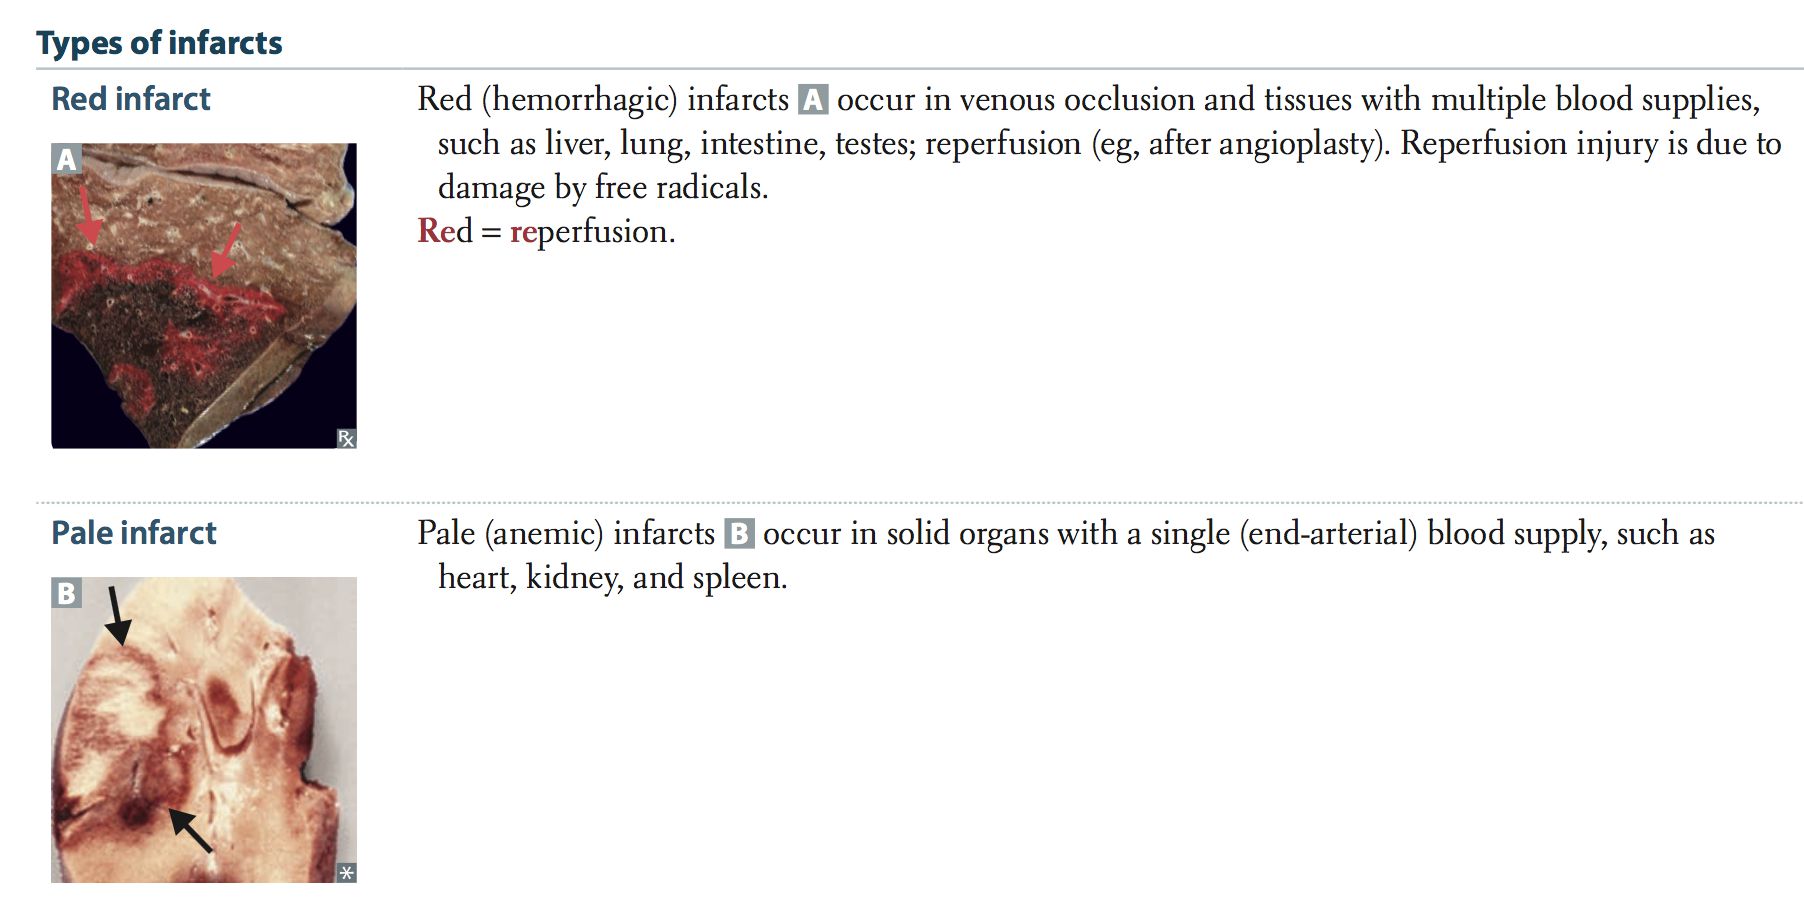 Types of infarcts
Red infarct
Red (hemorrhagic) infarcts A occur in venous occlusion and tissues with multiple blood supplies,
such as liver, lung, intestine, testes; reperfusion (eg, after angioplasty). Reperfusion injury is due to
damage by free radicals.
Red = reperfusion.
A
Rx
Pale infarct
Pale (anemic) infarcts B occur in solid organs with a single (end-arterial) blood supply, such as
heart, kidney, and spleen.
B
*